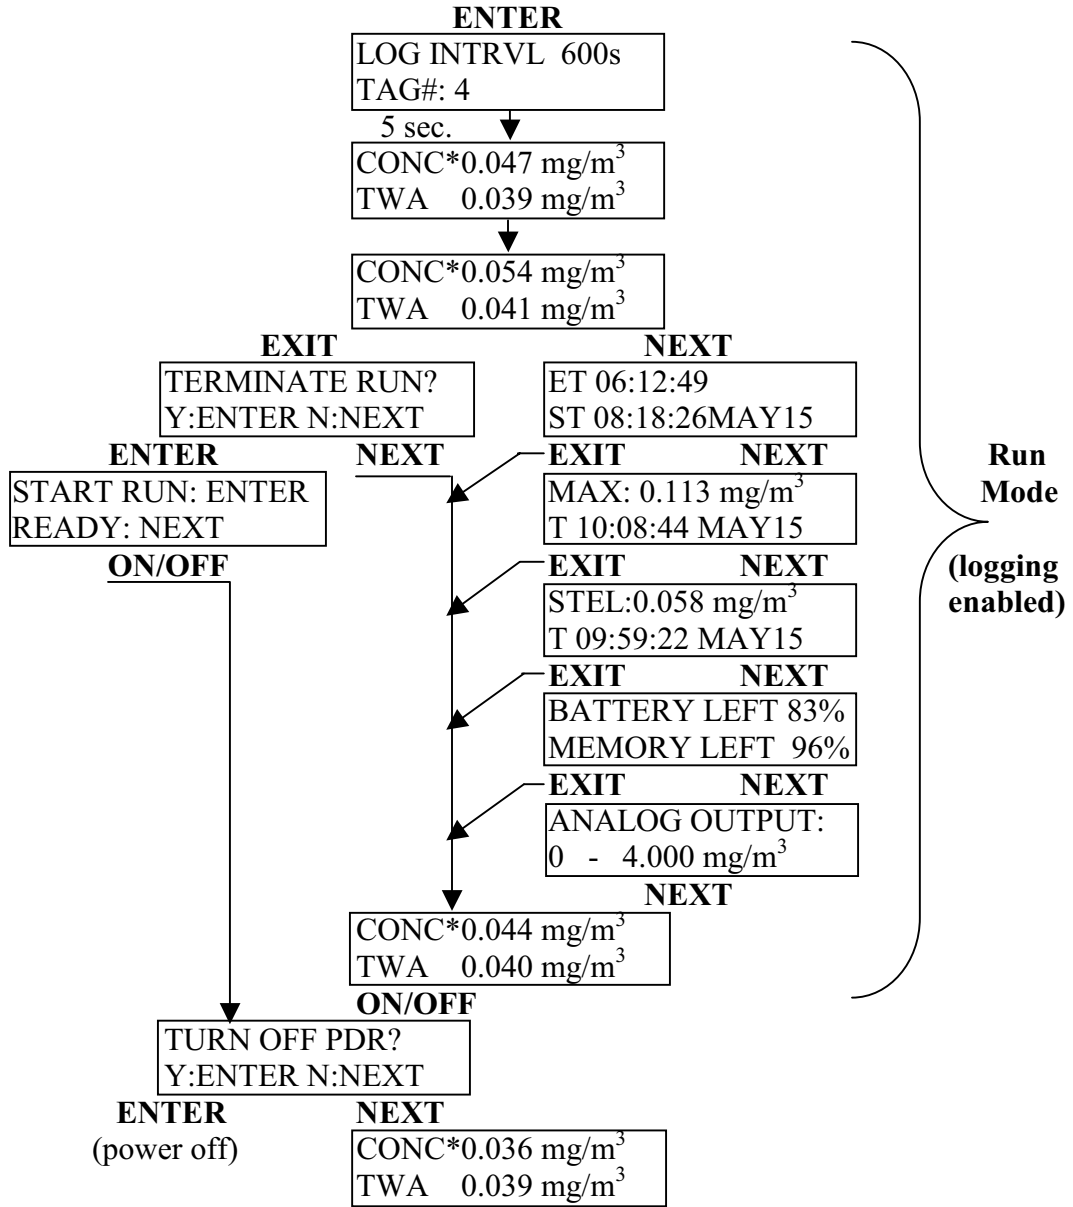 ENTER
LOG INTRVL 600s
TAG#: 4
5 sec.
CONC*0.047 mg/m³
TWA 0.039 mg/m³
CONC*0.054 mg/m³
TWA 0.041 mg/m³
EXIT NEXT
TERMINATE RUN?
Y:ENTER N:NEXT
ET 06:12:49
ST 08:18:26MAY15
ENTER NEXT
EXIT NEXT
START RUN: ENTER
READY: NEXT
MAX: 0.113 mg/m³
T 10:08:44 MAY15
Run
Mode
(logging
enabled)
ON/OFF
EXIT NEXT
STEL:0.058 mg/m³
T 09:59:22 MAY15
EXIT NEXT
BATTERY LEFT 83%
MEMORY LEFT 96%
EXIT NEXT
ANALOG OUTPUT:
0 - 4.000 mg/m³
NEXT
CONC*0.044 mg/m³
TWA 0.040 mg/m³
ON/OFF
TURN OFF PDR?
Y:ENTER N:NEXT
ENTER NEXT
(power off)
CONC*0.036 mg/m³
TWA 0.039 mg/m³